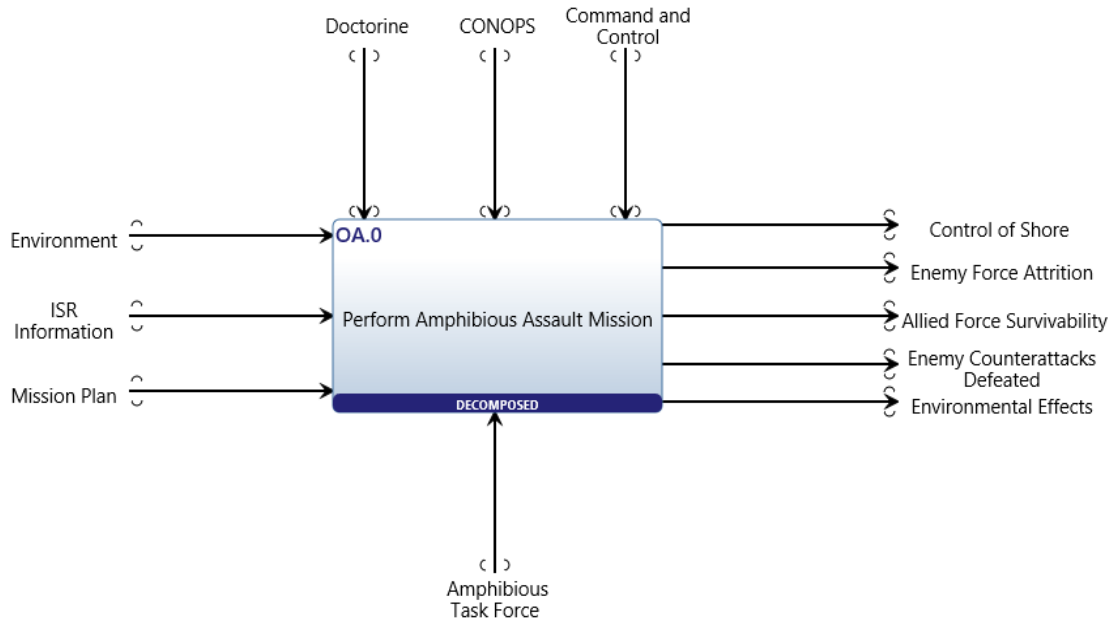 Doctorine
CONOPS
Command and
Control
Environment
ISR
Information
Mission Plan
OA.0
Perform Amphibious Assault Mission
DECOMPOSED
Control of Shore
Enemy Force Attrition
Allied Force Survivability
Enemy Counterattacks
Defeated
Environmental Effects
Amphibious
Task Force